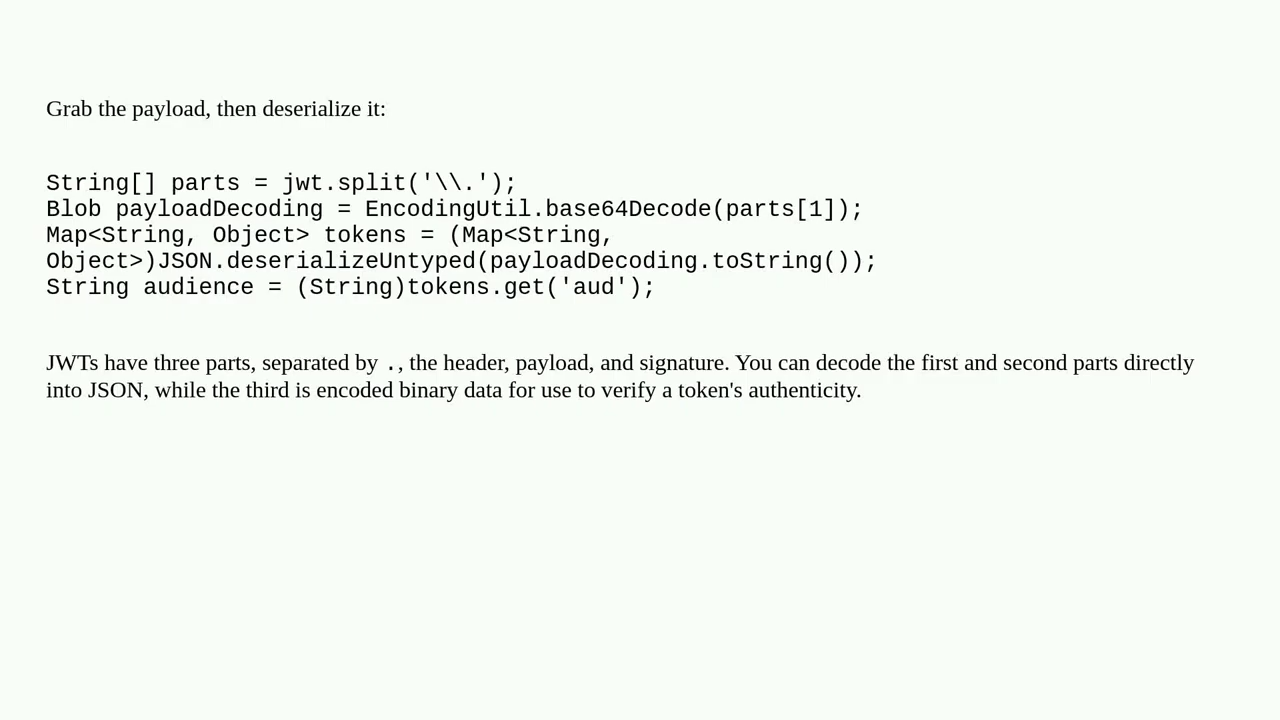 Grab the payload, then deserialize it:
String[] parts = jwt.split('\\.');
Blob payloadDecoding = EncodingUtil.base64Decode(parts[1]);
Map<String, Object> tokens = (Map<String,
Object>)JSON.deserializeUntyped(payloadDecoding.toString());
String audience = (String)tokens.get('aud');
JWTs have three parts, separated by ., the header, payload, and signature. You can decode the first and second parts directly
into JSON, while the third is encoded binary data for use to verify a token's authenticity.